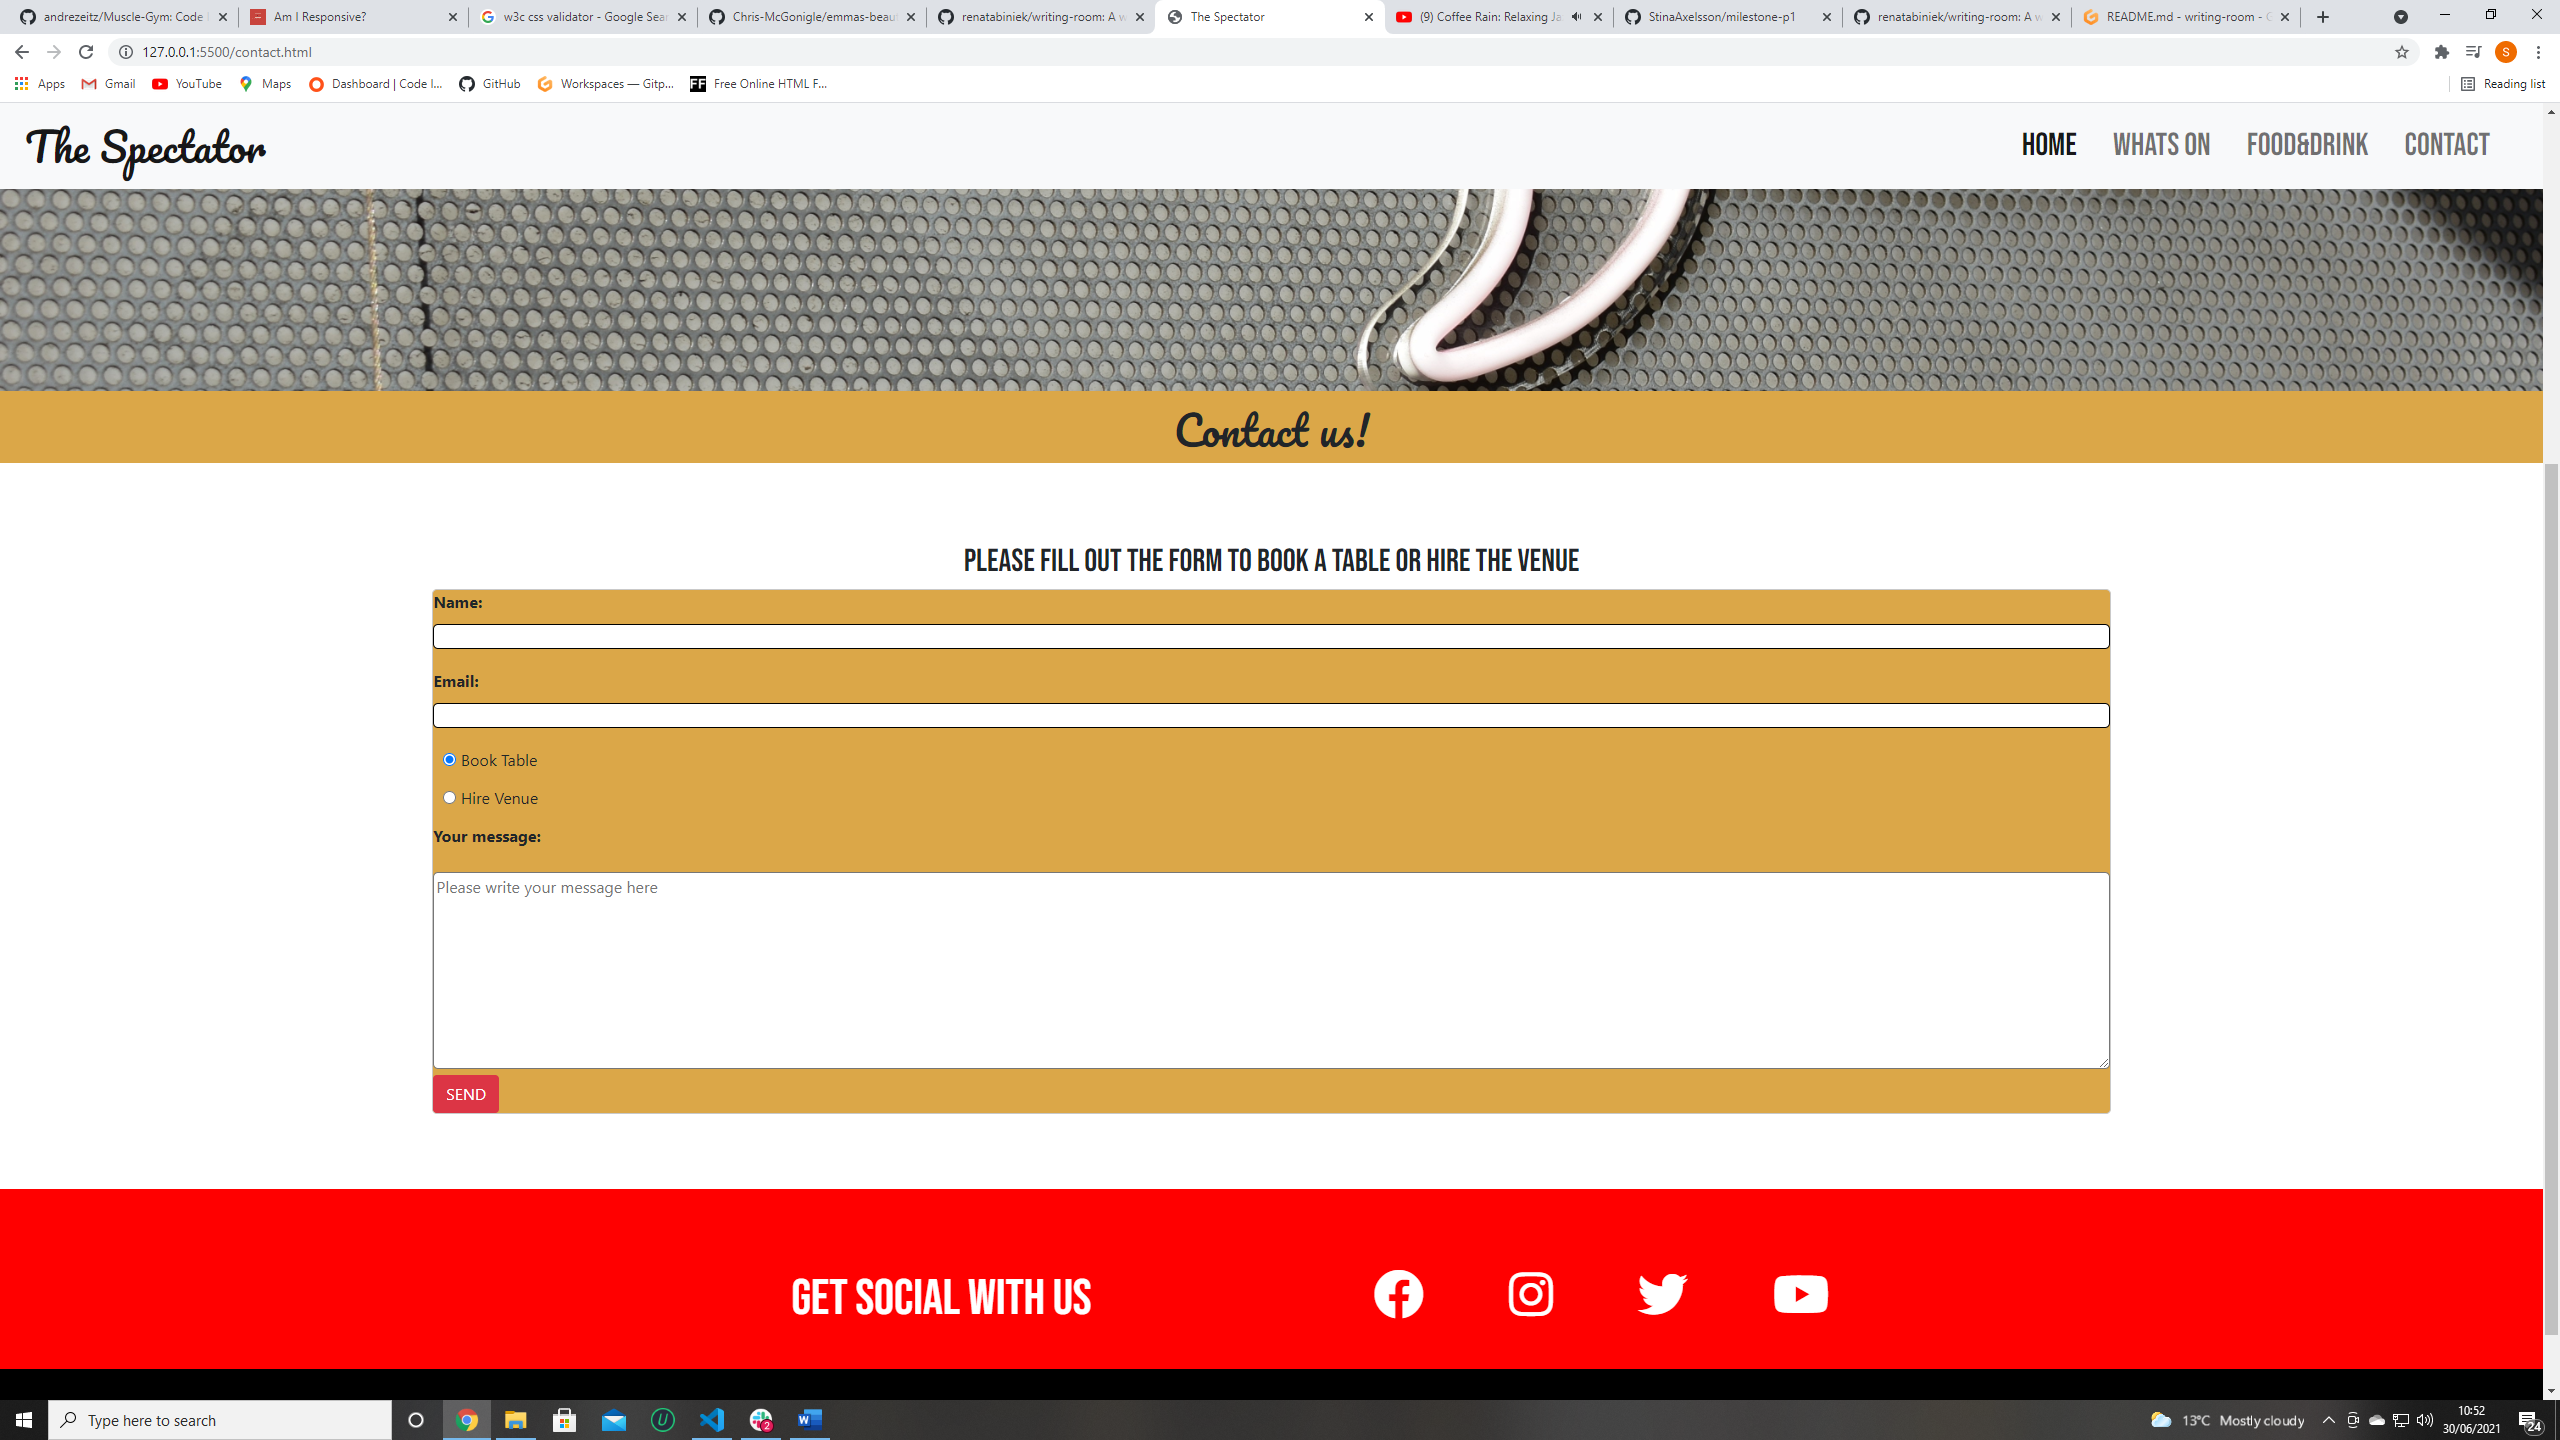 andrezeitz/Muscle-Gym: Code
Am I Responsive?
w3c css validator - Google Sear
Chris-McGonigle/emmas-beaut
renatabiniek/writing-room: A w
The Spectator
(9) Coffee Rain: Relaxing Ja
StinaAxelsson/milestone-p1
renatabiniek/writing-room: A w
README.md - writing-room - G
127.0.0.1:5500/contact.html
S
Apps
Gmail
YouTube
Maps
Dashboard | Code I...
GitHub
Workspaces — Gitp...
FF
Free Online HTML F...
Reading list
The Spectator
HOME
WHATS ON
FOOD&DRINK
CONTACT
Contact us!
PLEASE FILL OUT THE FORM TO BOOK A TABLE OR HIRE THE VENUE
Name:
Email:
Book Table
Hire Venue
Your message:
Please write your message here
SEND
GET SOCIAL WITH US
Type here to search
2
13°C Mostly cloudy
10:52
30/06/2021
24